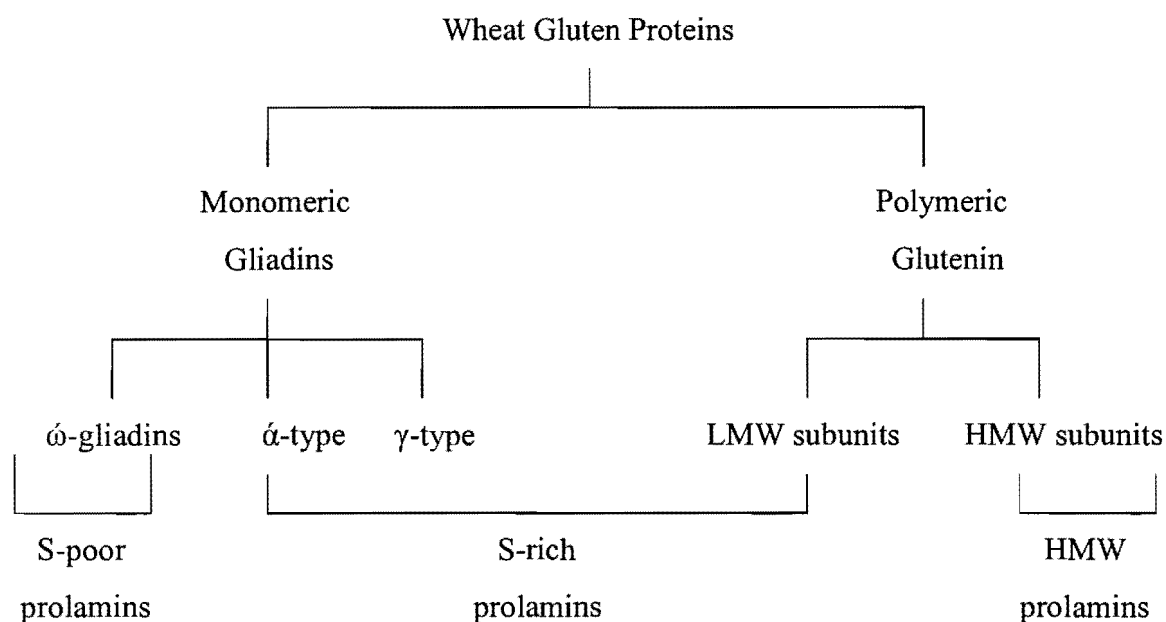 Wheat Gluten Proteins
Monomeric
Gliadins
Polymeric
Glutenin
ώ-gliadins
ά-type
γ-type
LMW subunits
HMW subunits
S-poor
prolamins
S-rich
prolamins
HMW
prolamins